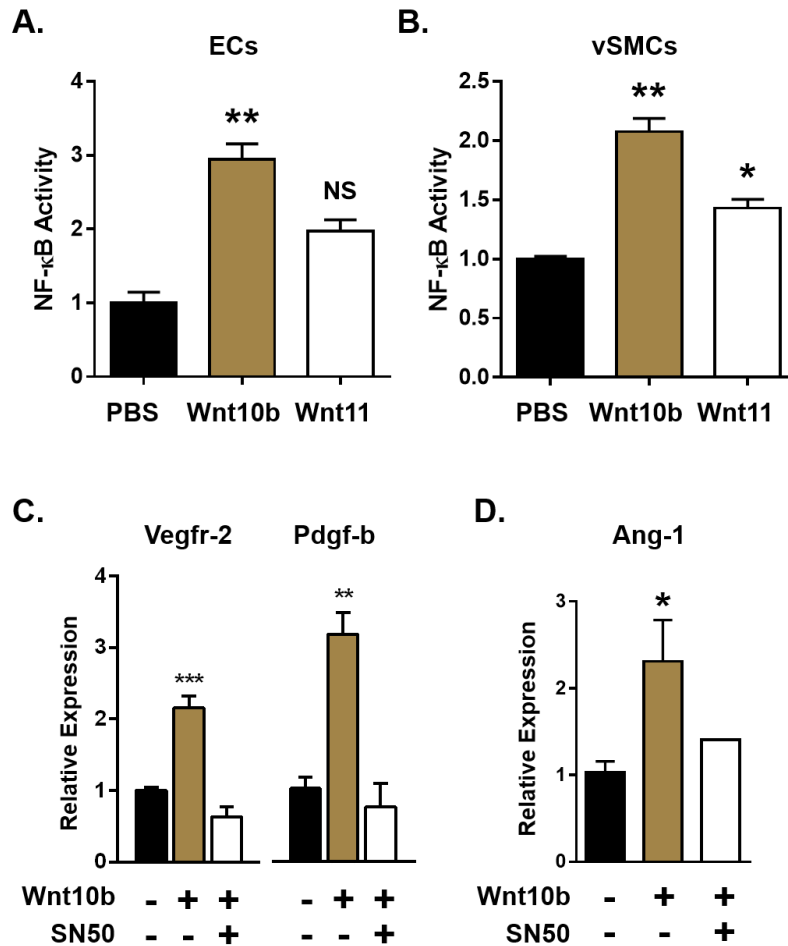 A.
ECs
NF-κB Activity
4
3
2
1
0
**
NS
PBS Wnt10b Wnt11
B.
vSMCs
NF-κB Activity
2.5
2.0
1.5
1.0
0.5
0.0
**
*
PBS Wnt10b Wnt11
C.
Vegfr-2 Pdgf-b
Relative Expression
4
3
2
1
0
***
**
Wnt10b - + + - + +
SN50 - - + - - +
D.
Ang-1
Relative Expression
3
2
1
0
*
Wnt10b - + +
SN50 - - +